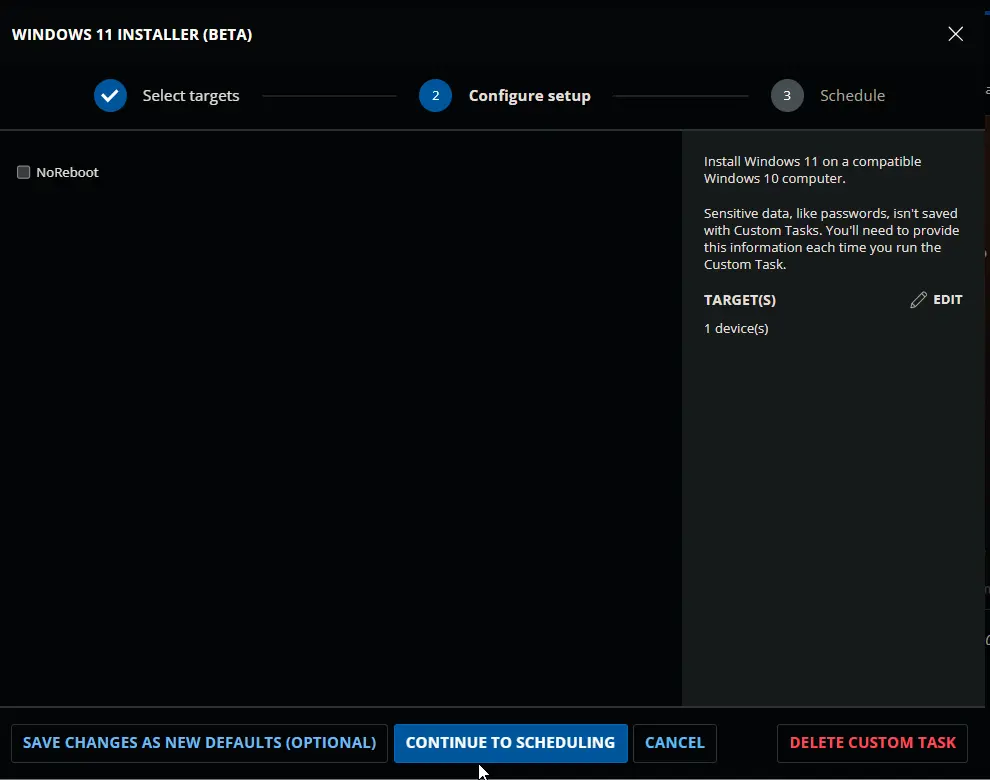 WINDOWS 11 INSTALLER (BETA)
Select targets
2
Configure setup
3
Schedule
NoReboot
Install Windows 11 on a compatible
Windows 10 computer.
Sensitive data, like passwords, isn't saved
with Custom Tasks. You'll need to provide
this information each time you run the
Custom Task.
TARGET(S)
EDIT
1 device(s)
SAVE CHANGES AS NEW DEFAULTS (OPTIONAL)
CONTINUE TO SCHEDULING
CANCEL
DELETE CUSTOM TASK